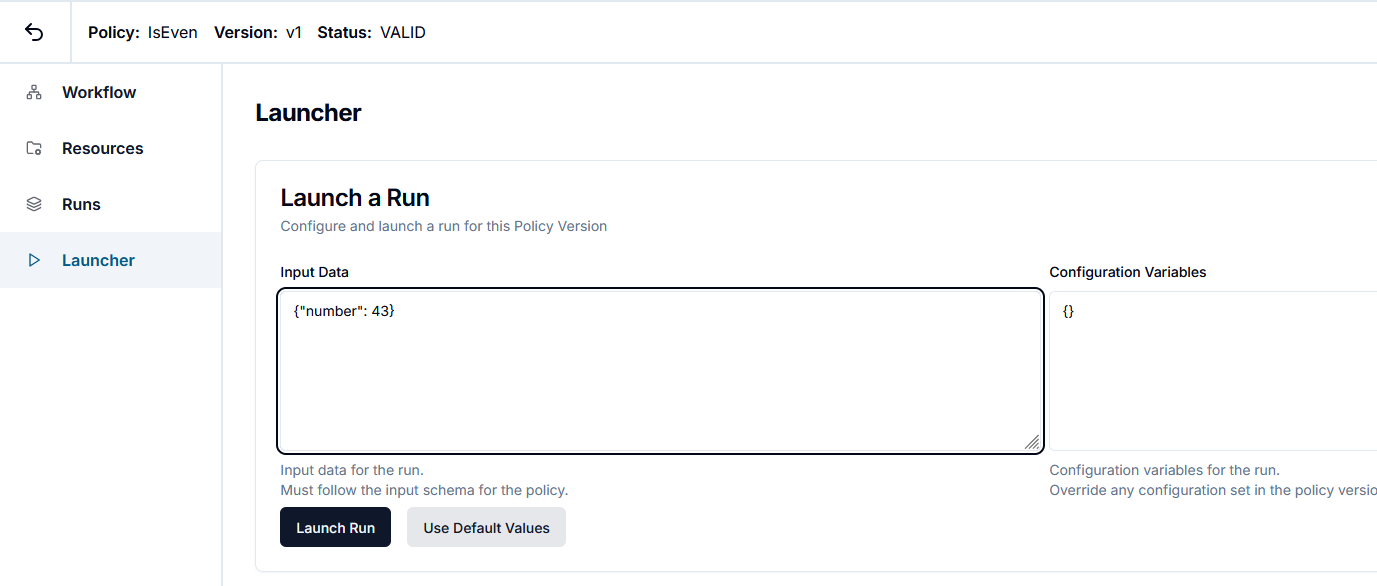 Policy: IsEven Version: v1 Status: VALID
Workflow
Resources
Runs
Launcher
Launcher
Launch a Run
Configure and launch a run for this Policy Version
Input Data
{"number": 43}
Input data for the run.
Must follow the input schema for the policy.
Launch Run
Use Default Values
Configuration Variables
{}
Configuration variables for the run.
Override any configuration set in the policy versio